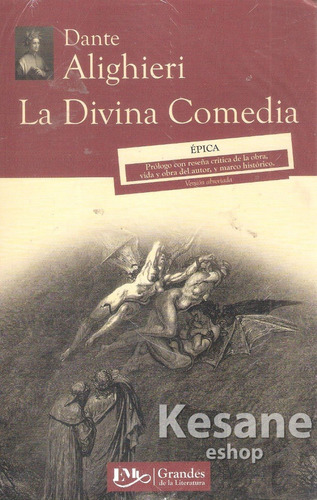 Dante
Alighieri
La Divina Comedia
ÉPICA
Prólogo con reseña crítica de la obra,
vida y obra del autor, y marco histórico.
Versión abreviada
Kesane
eshop
EMU
Grandes
de la Literatura